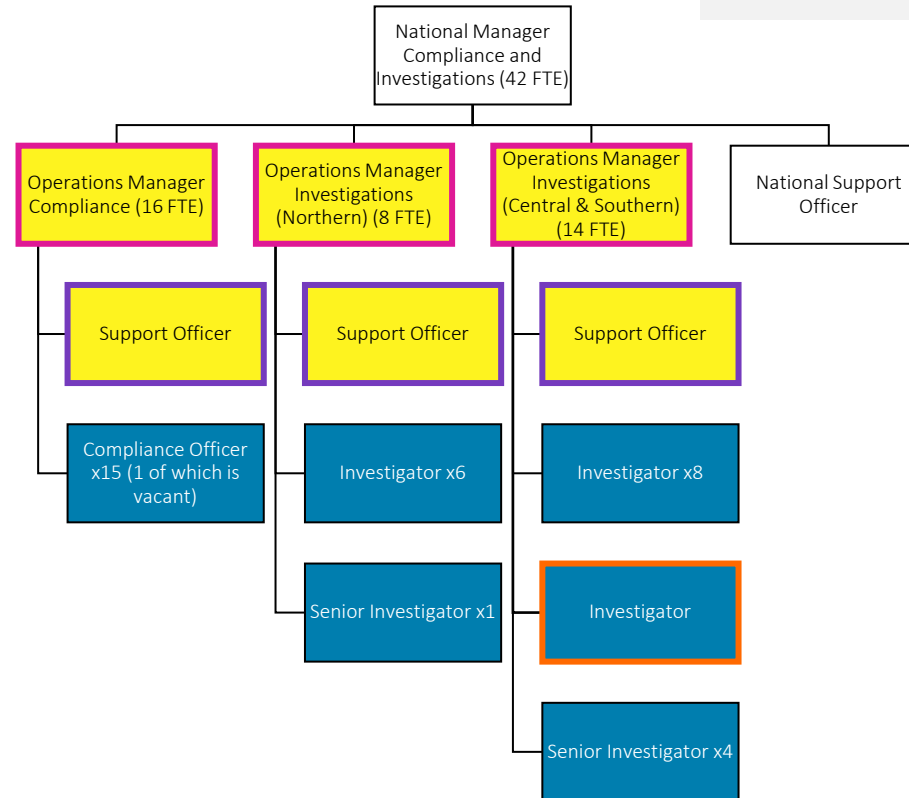 National Manager
Compliance and
Investigations (42 FTE)
Operations Manager
Compliance (16 FTE)
Operations Manager
Investigations
(Northern) (8 FTE)
Operations Manager
Investigations
(Central & Southern)
(14 FTE)
National Support
Officer
Support Officer
Support Officer
Support Officer
Compliance Officer
x15 (1 of which is
vacant)
Investigator x6
Investigator x8
Senior Investigator x1
Investigator
Senior Investigator x4